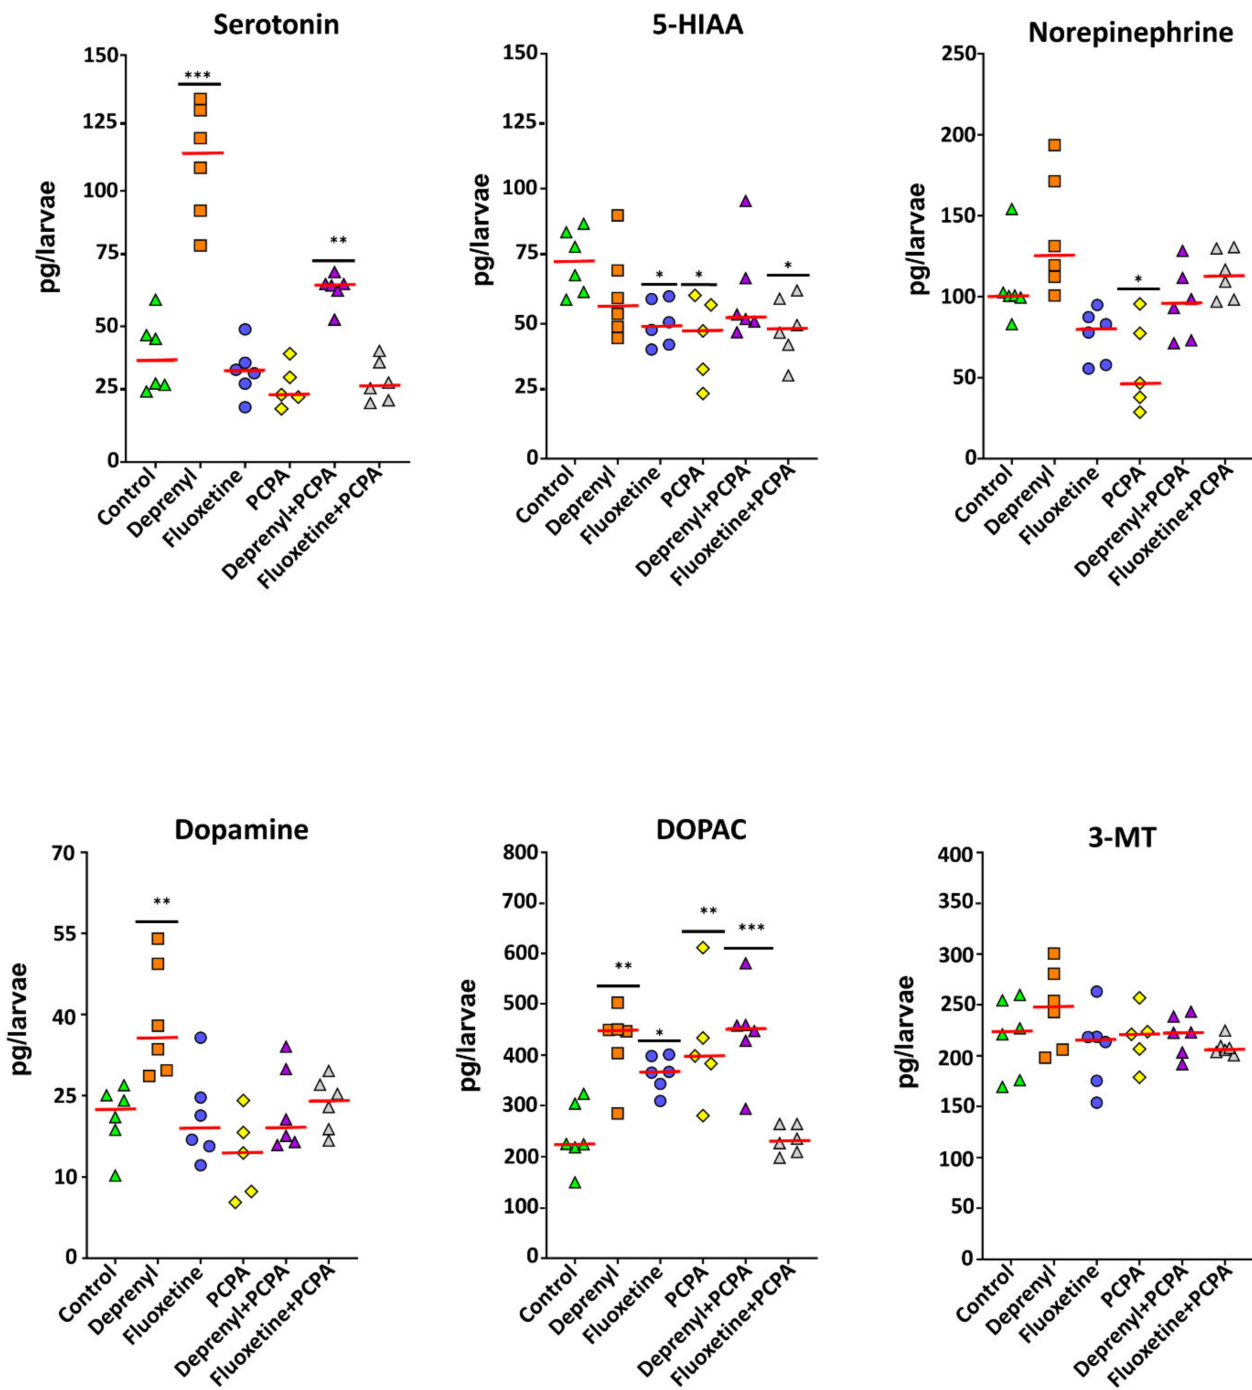 Serotonin
pg/larvae
150
125
100
75
50
25
0
***
**
Control
Deprenyl
Fluoxetine
PCPA
Deprenyl+PCPA
Fluoxetine+PCPA
5-HIAA
pg/larvae
150
125
100
75
50
25
0
*
*
*
Control
Deprenyl
Fluoxetine
PCPA
Deprenyl+PCPA
Fluoxetine+PCPA
Norepinephrine
pg/larvae
250
200
150
100
50
0
*
Control
Deprenyl
Fluoxetine
PCPA
Deprenyl+PCPA
Fluoxetine+PCPA
Dopamine
pg/larvae
70
55
40
25
10
0
**
Control
Deprenyl
Fluoxetine
PCPA
Deprenyl+PCPA
Fluoxetine+PCPA
DOPAC
pg/larvae
800
700
600
500
400
300
200
100
0
**
*
**
***
Control
Deprenyl
Fluoxetine
PCPA
Deprenyl+PCPA
Fluoxetine+PCPA
3-MT
pg/larvae
400
350
300
250
200
150
100
50
0
Control
Deprenyl
Fluoxetine
PCPA
Deprenyl+PCPA
Fluoxetine+PCPA